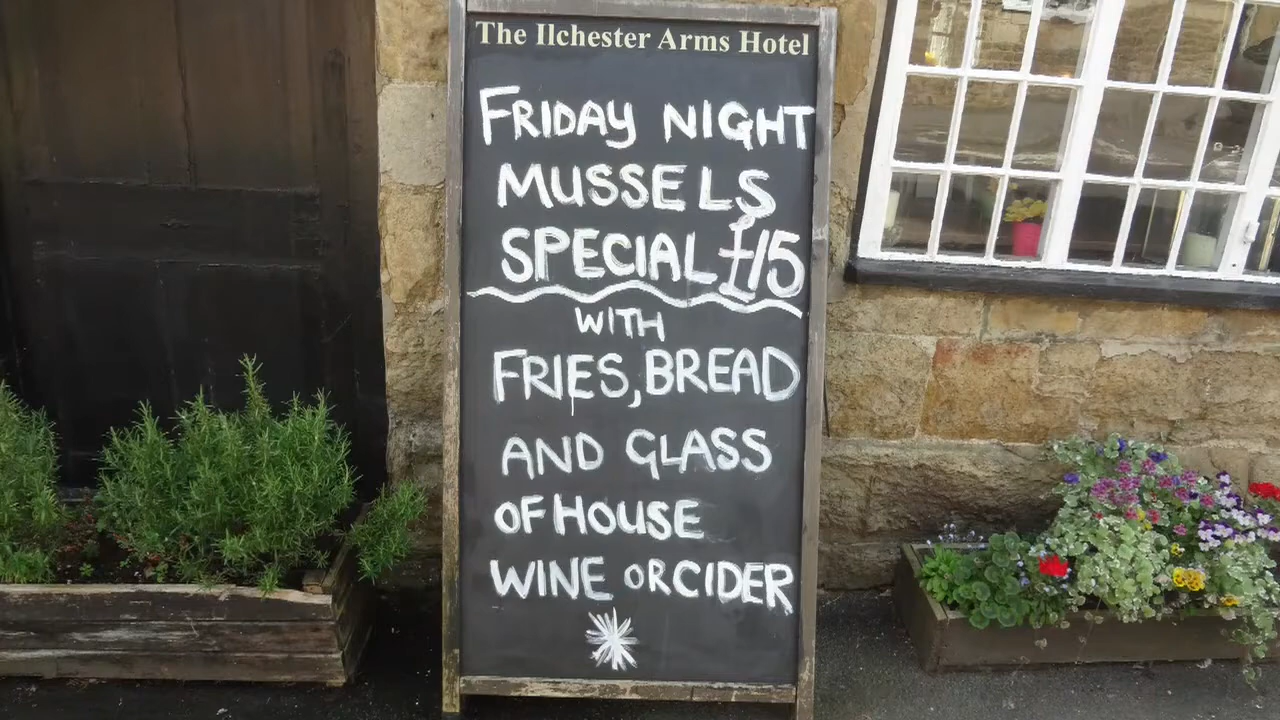 The Ilchester Arms Hotel
FRIDAY NIGHT
MUSSELS
SPECIAL £15
WITH
FRIES, BREAD
AND GLASS
OF HOUSE
WINE OR CIDER